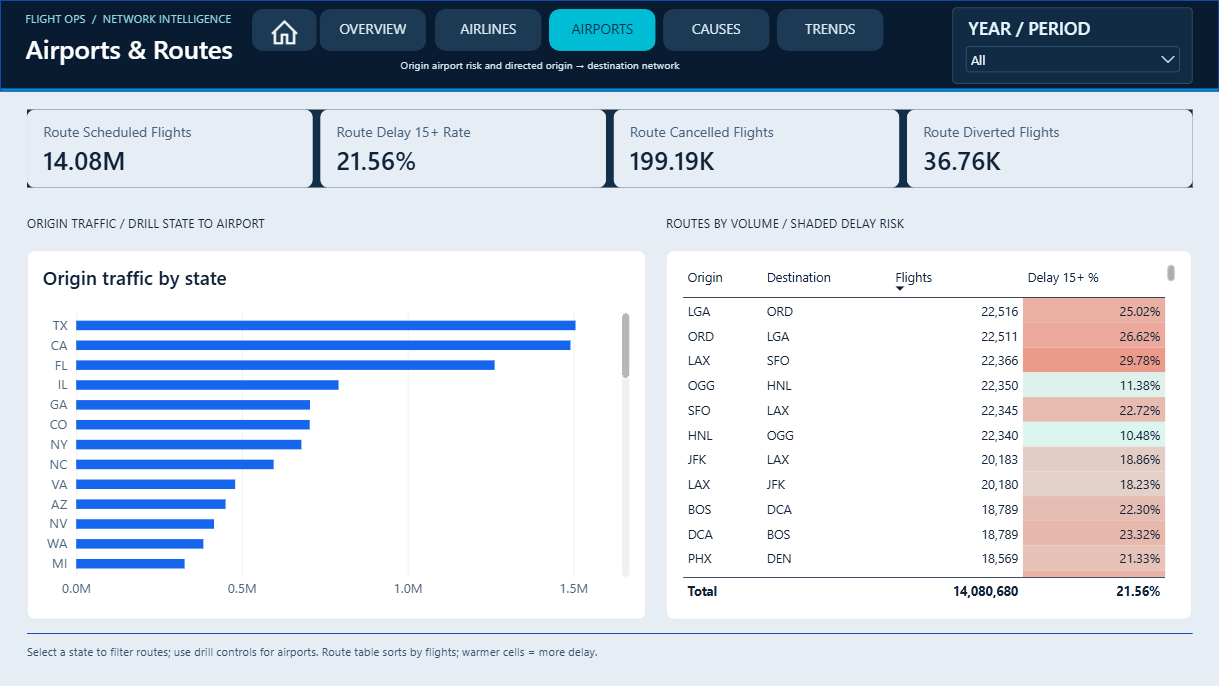 FLIGHT OPS / NETWORK INTELLIGENCE
Airports & Routes
OVERVIEW
AIRLINES
AIRPORTS
CAUSES
TRENDS
Origin airport risk and directed origin → destination network
YEAR / PERIOD
All
Route Scheduled Flights
14.08M
Route Delay 15+ Rate
21.56%
Route Cancelled Flights
199.19K
Route Diverted Flights
36.76K
ORIGIN TRAFFIC / DRILL STATE TO AIRPORT
Origin traffic by state
TX
CA
FL
IL
GA
CO
NY
NC
VA
AZ
NV
WA
MI
0.0M 0.5M 1.0M 1.5M
ROUTES BY VOLUME / SHADED DELAY RISK
Origin Destination Flights Delay 15+ %
LGA ORD 22,516 25.02%
ORD LGA 22,511 26.62%
LAX SFO 22,366 29.78%
OGG HNL 22,350 11.38%
SFO LAX 22,345 22.72%
HNL OGG 22,340 10.48%
JFK LAX 20,183 18.86%
LAX JFK 20,180 18.23%
BOS DCA 18,789 22.30%
DCA BOS 18,789 23.32%
PHX DEN 18,569 21.33%
Total 14,080,680 21.56%
Select a state to filter routes; use drill controls for airports. Route table sorts by flights; warmer cells = more delay.